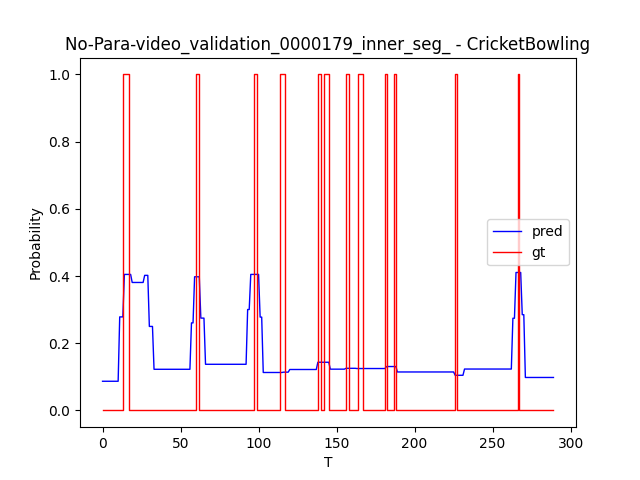 No-Para-video_validation_0000179_inner_seg_ - CricketBowling
1.0
0.8
0.6
0.4
0.2
0.0
Probability
pred
gt
0 50 100 150 200 250 300
T